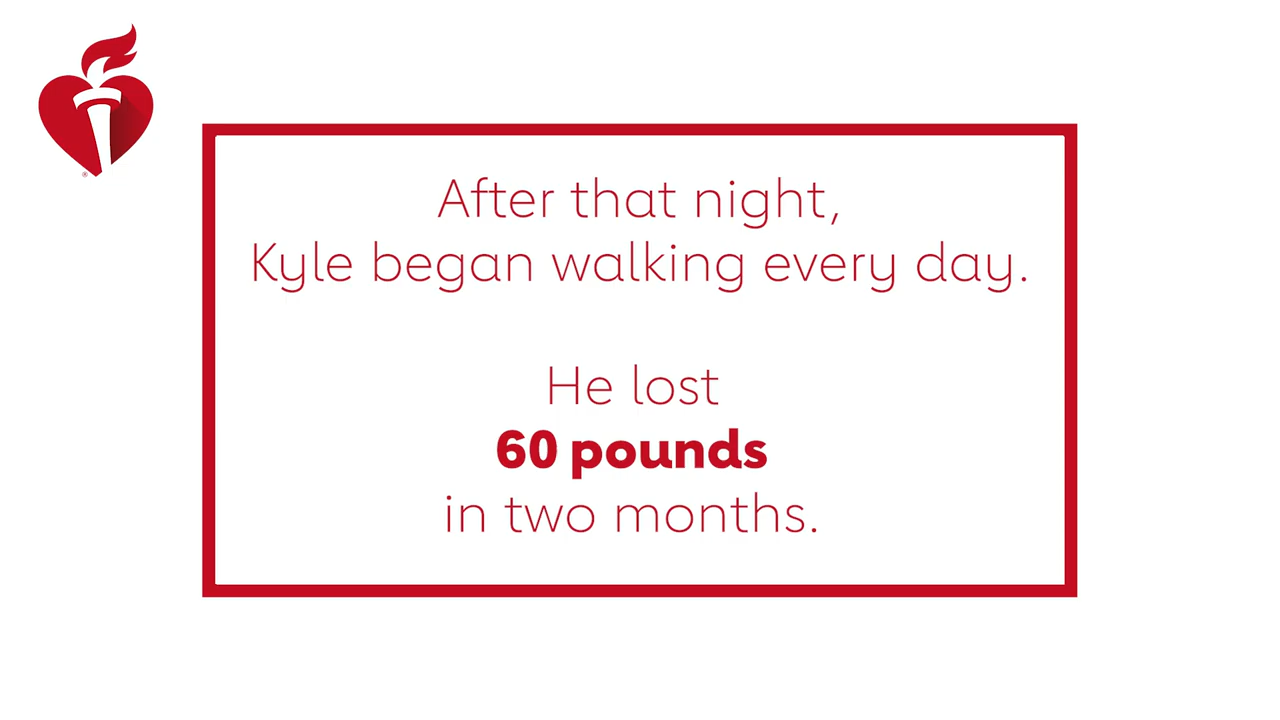 After that night,
Kyle began walking every day.
He lost
60 pounds
in two months.